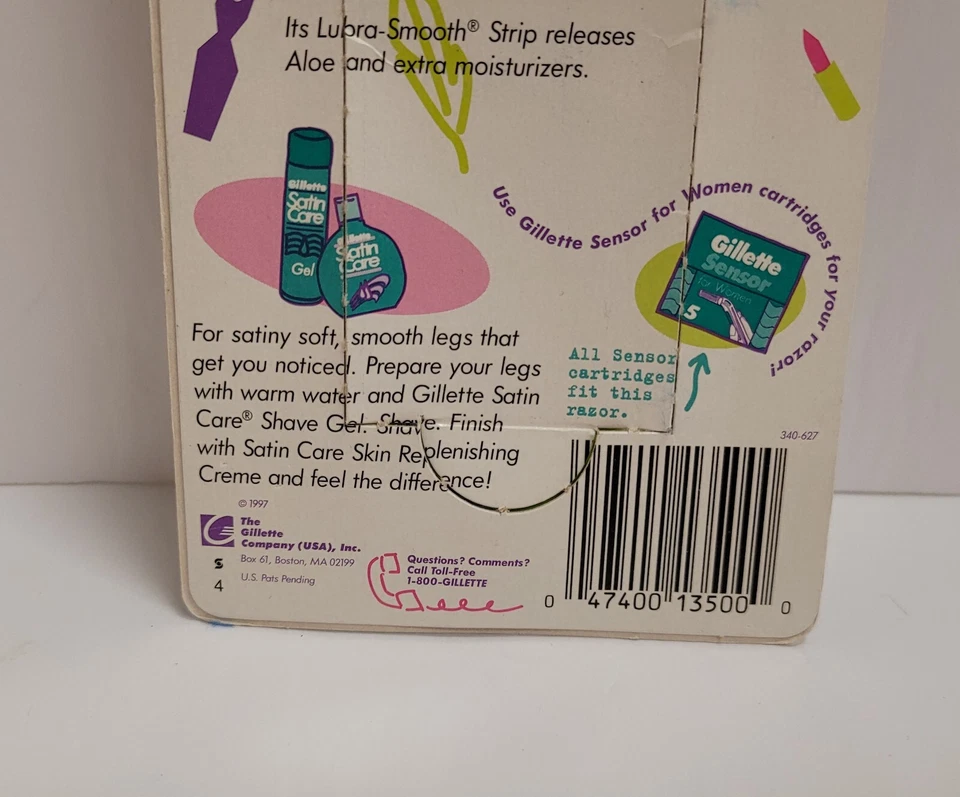 Its Lubra-Smooth® Strip releases
Aloe and extra moisturizers.
Gillette
Satin
Care
Gel
Gillette
Satin
Care
Use Gillette Sensor for Women cartridges for your razor!
Gillette
Sensor
for Women
5
For satiny soft, smooth legs that
get you noticed. Prepare your legs
with warm water and Gillette Satin
Care® Shave Gel. Shave. Finish
with Satin Care Skin Replenishing
Creme and feel the difference!
All Sensor
cartridges
fit this
razor.
340-627
© 1997
The
Gillette
Company (USA), Inc.
Box 61, Boston, MA 02199
U.S. Pats Pending
S
4
Questions? Comments?
Call Toll-Free
1-800-GILLETTE
0 47400 13500 0